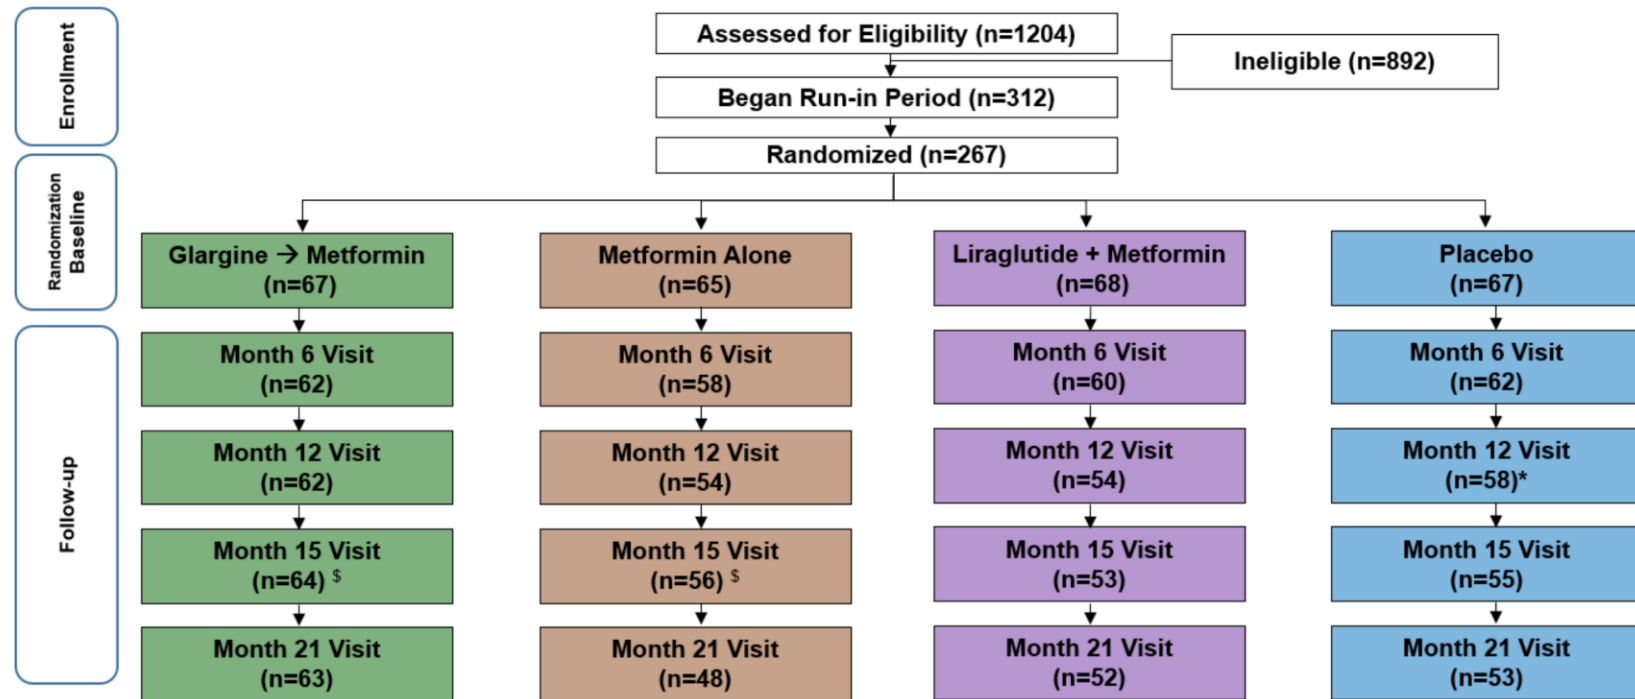 Enrollment
Assessed for Eligibility (n=1204)
Ineligible (n=892)
Began Run-in Period (n=312)
Randomized (n=267)
Randomization
Baseline
Glargine → Metformin
(n=67)
Metformin Alone
(n=65)
Liraglutide + Metformin
(n=68)
Placebo
(n=67)
Follow-up
Month 6 Visit
(n=62)
Month 6 Visit
(n=58)
Month 6 Visit
(n=60)
Month 6 Visit
(n=62)
Month 12 Visit
(n=62)
Month 12 Visit
(n=54)
Month 12 Visit
(n=54)
Month 12 Visit
(n=58)*
Month 15 Visit
(n=64) $
Month 15 Visit
(n=56) $
Month 15 Visit
(n=53)
Month 15 Visit
(n=55)
Month 21 Visit
(n=63)
Month 21 Visit
(n=48)
Month 21 Visit
(n=52)
Month 21 Visit
(n=53)